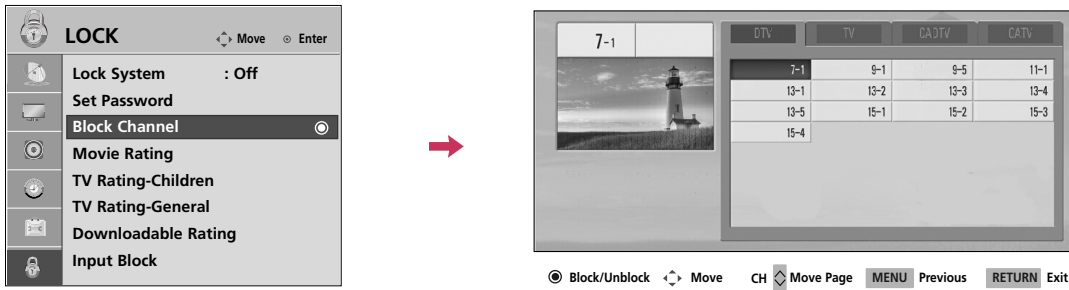 LOCK
Move Enter
Lock System : Off
Set Password
Block Channel
Movie Rating
TV Rating-Children
TV Rating-General
Downloadable Rating
Input Block
7-1
DTV TV CADTV CATV
7-1 9-1 9-5 11-1
13-1 13-2 13-3 13-4
13-5 15-1 15-2 15-3
15-4
Block/Unblock Move CH Move Page MENU Previous RETURN Exit